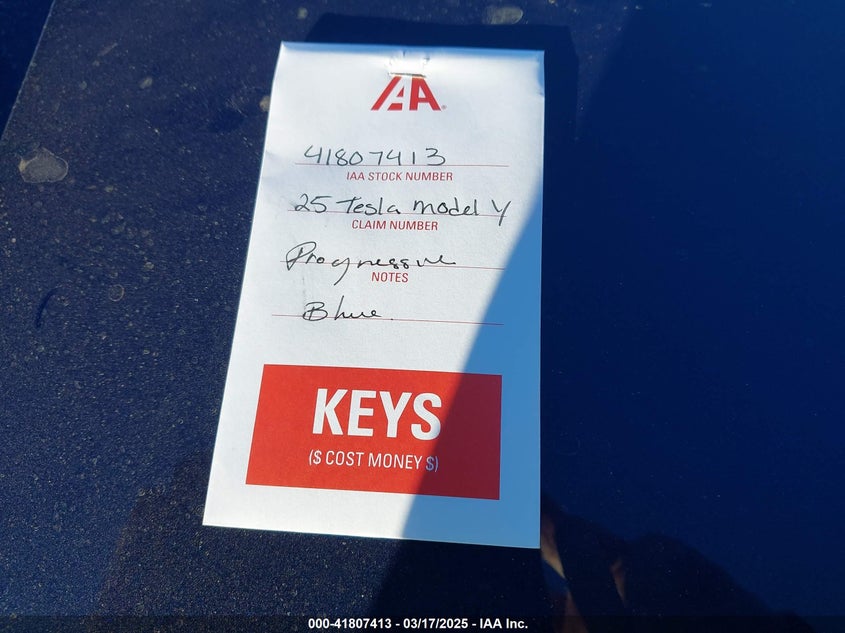 IAA
41807413
IAA STOCK NUMBER
25 Tesla model Y
CLAIM NUMBER
Progressive
NOTES
Blue.
KEYS
($ COST MONEY $)
000-41807413 - 03/17/2025 - IAA Inc.